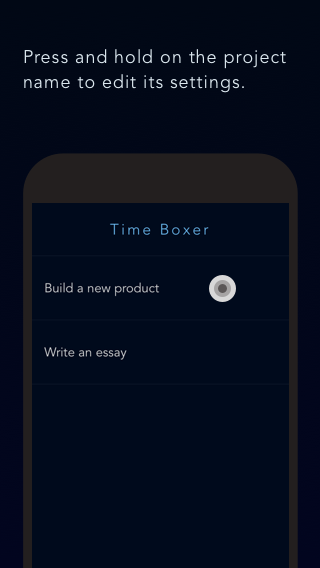 Press and hold on the project
name to edit its settings.
Time Boxer
Build a new product
Write an essay